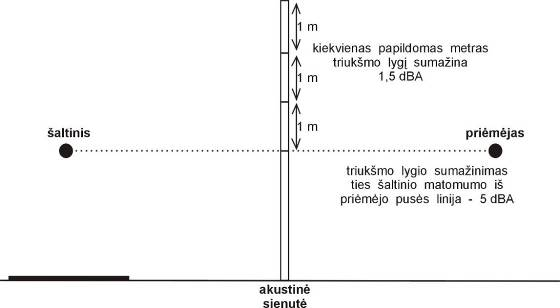 1 m
kiekvienas papildomas metras
triukšmo lygį sumažina
1,5 dBA
1 m
1 m
šaltinis
priėmėjas
triukšmo lygio sumažinimas
ties šaltinio matomumo iš
priėmėjo pusės linija - 5 dBA
akustinė
sienutė